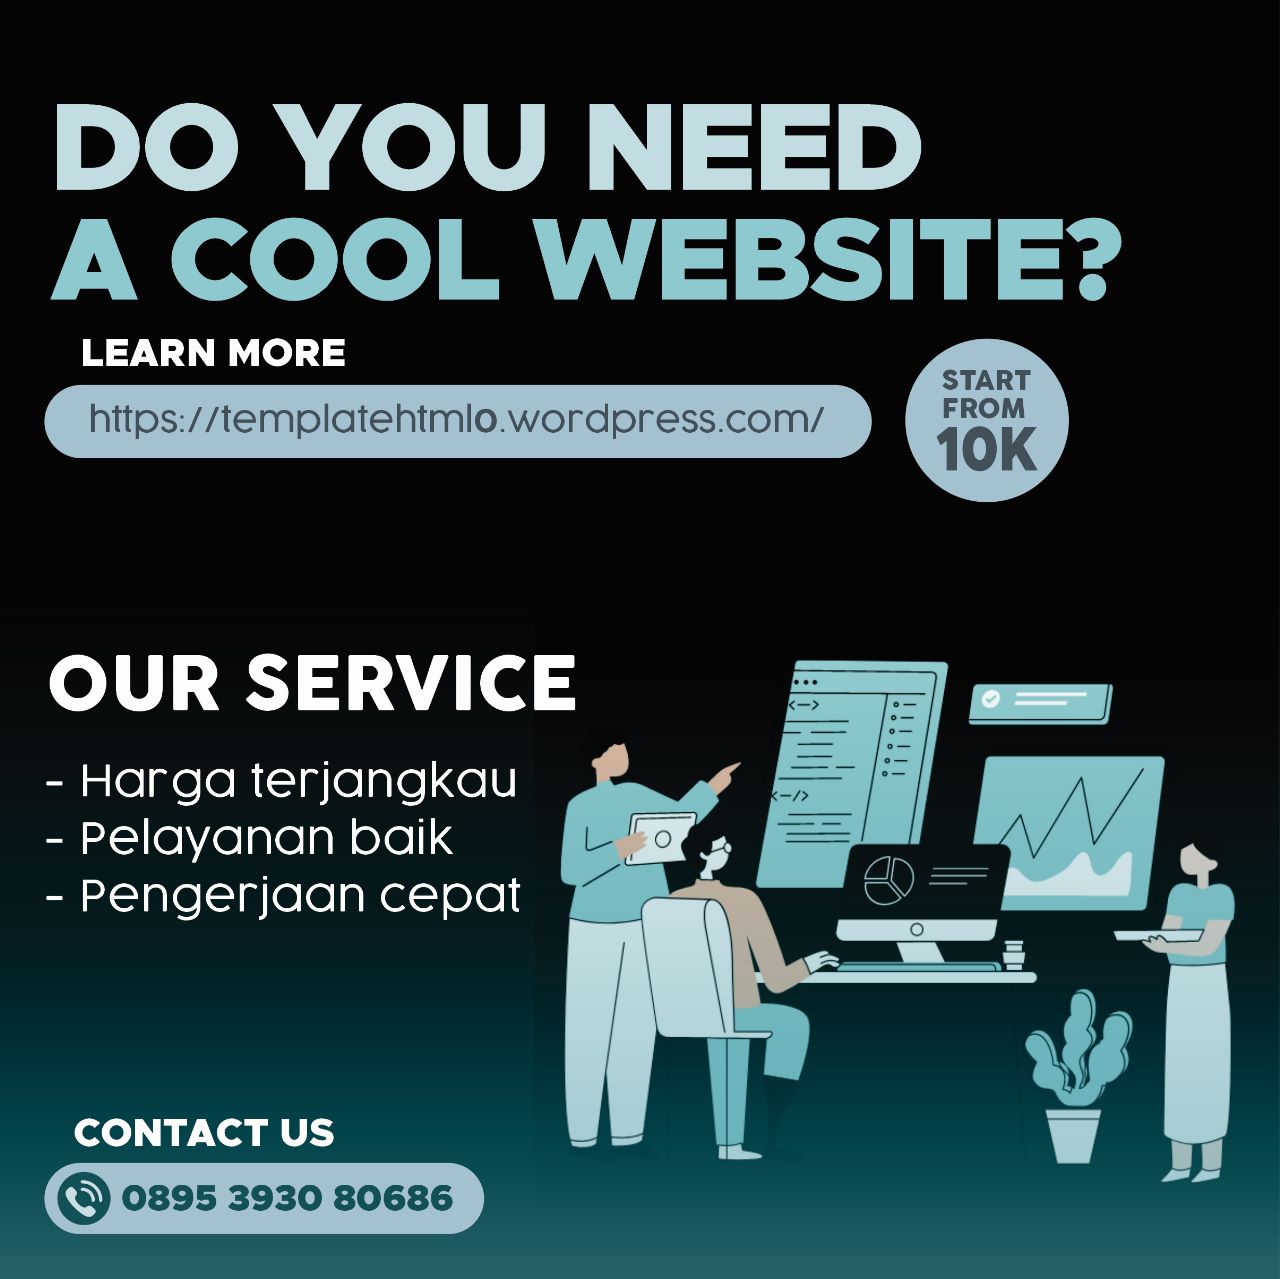 DO YOU NEED
A COOL WEBSITE?
LEARN MORE
https://templatehtml0.wordpress.com/
START
FROM
10K
OUR SERVICE
- Harga terjangkau
- Pelayanan baik
- Pengerjaan cepat
<-->
<-/>
CONTACT US
0895 3930 80686